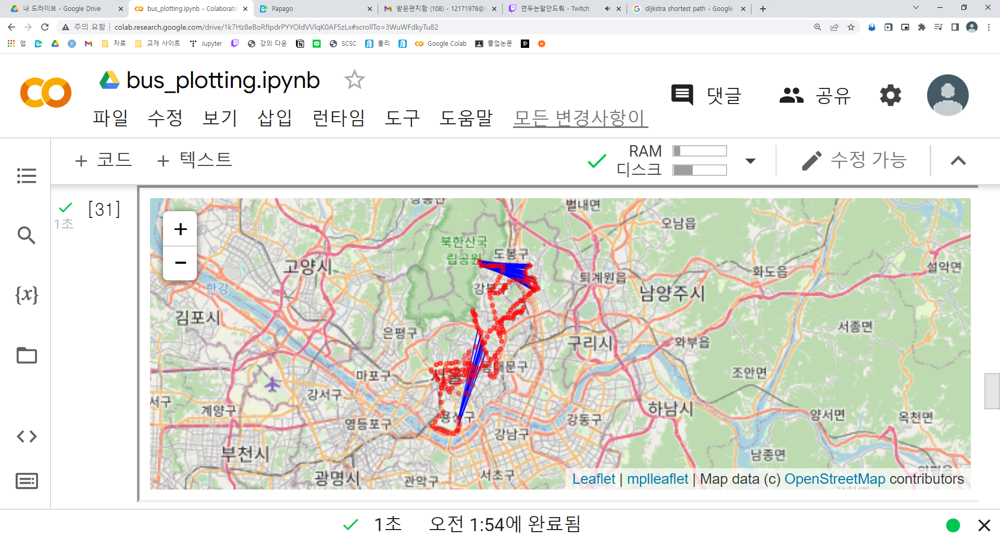 내 드라이브 - Google Drive
bus_plotting.ipynb - Colaborato
Papago
받은편지함 (108) - 12171976@i
연두는말안드뤄 - Twitch
dijkstra shortest path - Google
주의 요함
colab.research.google.com/drive/1k7Hz8eBoRfIpdrPYYOldVVlqK0AF5zLx#scrollTo=3WuWFdkyTu82
앱
자료
교재 사이트
Jupyter
강의 다운
SCSC
물리
Google Colab
졸업논문
bus_plotting.ipynb
댓글
공유
파일 수정 보기 삽입 런타임 도구 도움말 모든 변경사항이
+ 코드 + 텍스트
RAM
디스크
수정 가능
[31]
1초
+
−
{x}
별내면
오남읍
북한산국
립공원
도봉구
고양시
화도읍
설악면
퇴계원읍
한강
강북
남양주시
김포시
은평구
서종면
구리시
와부읍
동대문구
마포구
서울
조안면
강서구
서구
계양구
하남시
양서면
옥천면
용산구
강동구
영등포구
강남구
부천시
남종면
광명시
관악구
서초구
Leaflet | mplleaflet | Map data (c) OpenStreetMap contributors
1초 오전 1:54에 완료됨